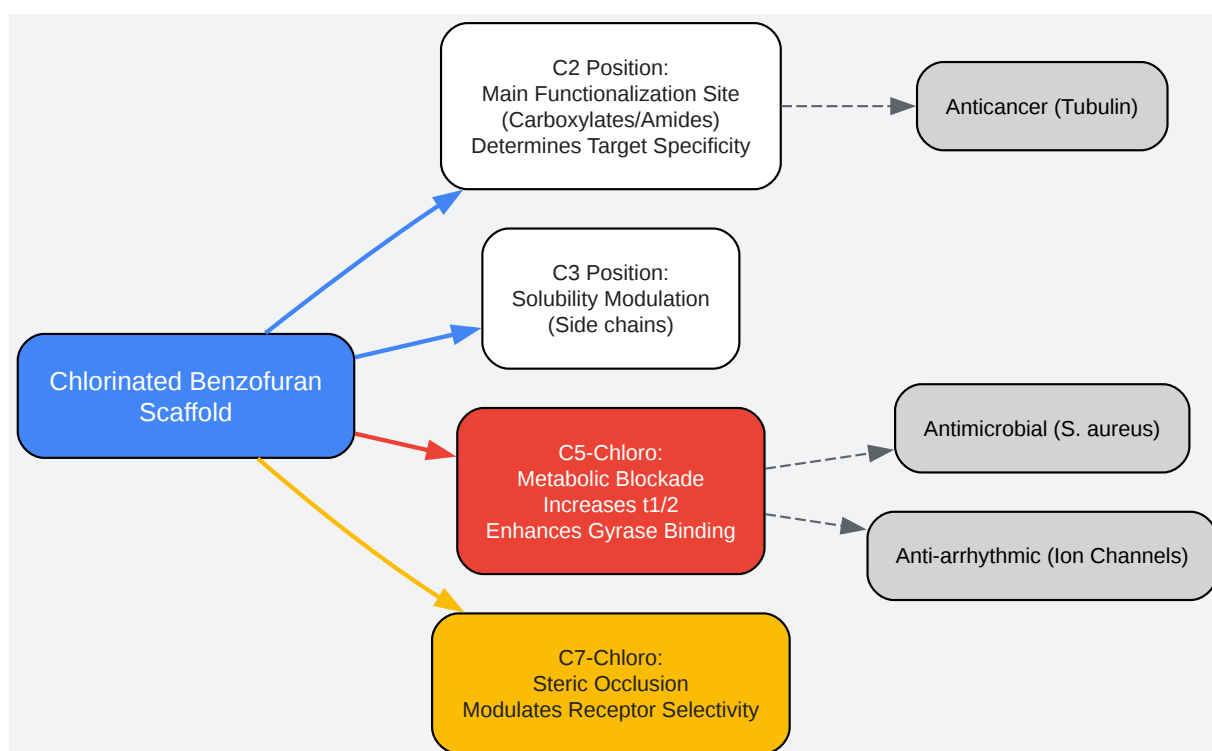 C2 Position:
Main Functionalization Site
(Carboxylates/Amides)
Determines Target Specificity
Anticancer (Tubulin)
C3 Position:
Solubility Modulation
(Side chains)
Chlorinated Benzofuran
Scaffold
C5-Chloro:
Metabolic Blockade
Increases t1/2
Enhances Gyrase Binding
Antimicrobial (S. aureus)
Anti-arrhythmic (Ion Channels)
C7-Chloro:
Steric Occlusion
Modulates Receptor Selectivity